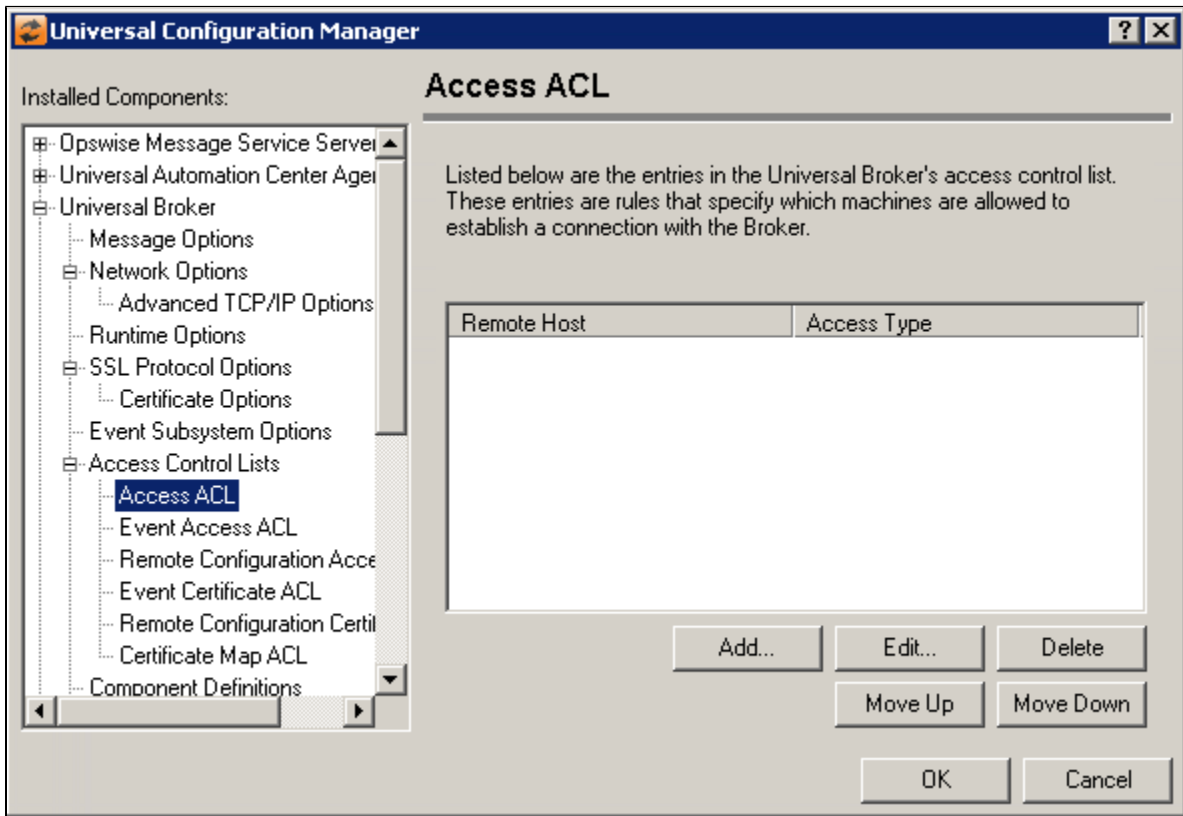 Universal Configuration Manager
Installed Components:
Opswise Message Service Server
Universal Automation Center Agen
Universal Broker
Message Options
Network Options
Advanced TCP/IP Options
Runtime Options
SSL Protocol Options
Certificate Options
Event Subsystem Options
Access Control Lists
Access ACL
Event Access ACL
Remote Configuration Acce
Event Certificate ACL
Remote Configuration Certif
Certificate Map ACL
Component Definitions
Access ACL
Listed below are the entries in the Universal Broker's access control list.
These entries are rules that specify which machines are allowed to
establish a connection with the Broker.
Remote Host Access Type
Add... Edit... Delete
Move Up Move Down
OK Cancel